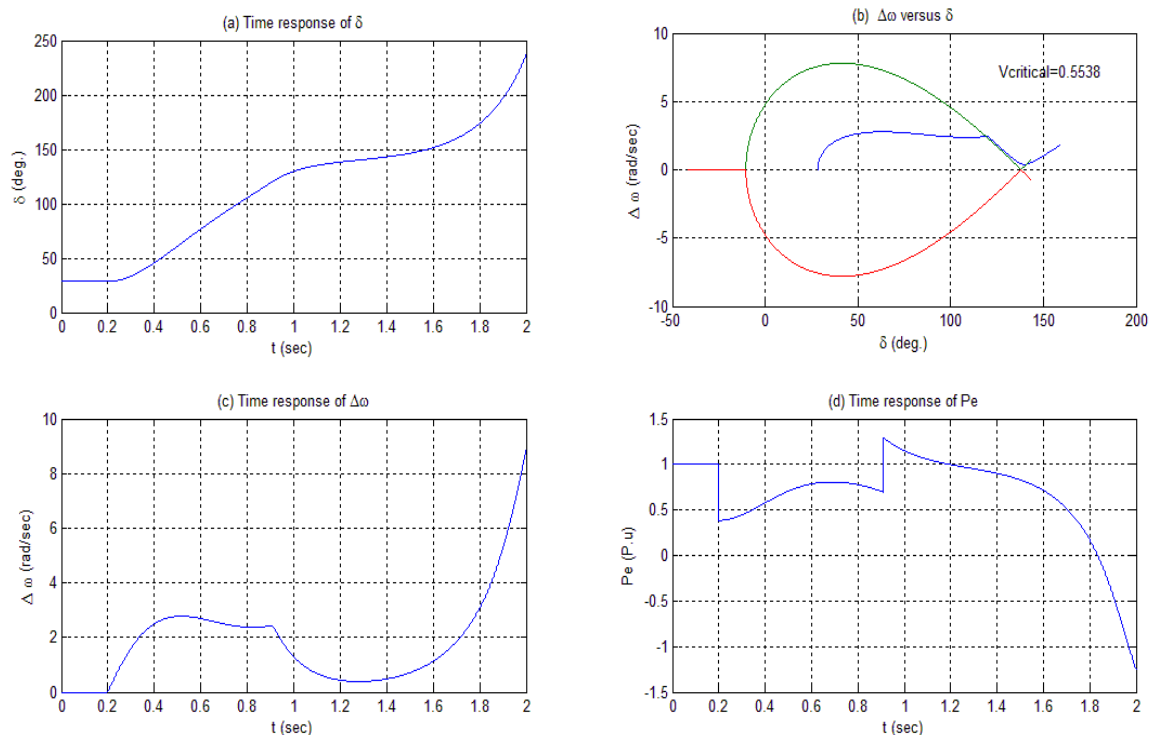 (a) Time response of δ
250
200
150
100
50
0
δ (deg.)
0 0.2 0.4 0.6 0.8 1 1.2 1.4 1.6 1.8 2
t (sec)
(b) Δω versus δ
10
5
0
-5
-10
Δ ω (rad/sec)
Vcritical=0.5538
-50 0 50 100 150 200
δ (deg.)
(c) Time response of Δω
10
8
6
4
2
0
Δ ω (rad/sec)
0 0.2 0.4 0.6 0.8 1 1.2 1.4 1.6 1.8 2
t (sec)
(d) Time response of Pe
1.5
1
0.5
0
-0.5
-1
-1.5
Pe (P.u)
0 0.2 0.4 0.6 0.8 1 1.2 1.4 1.6 1.8 2
t (sec)